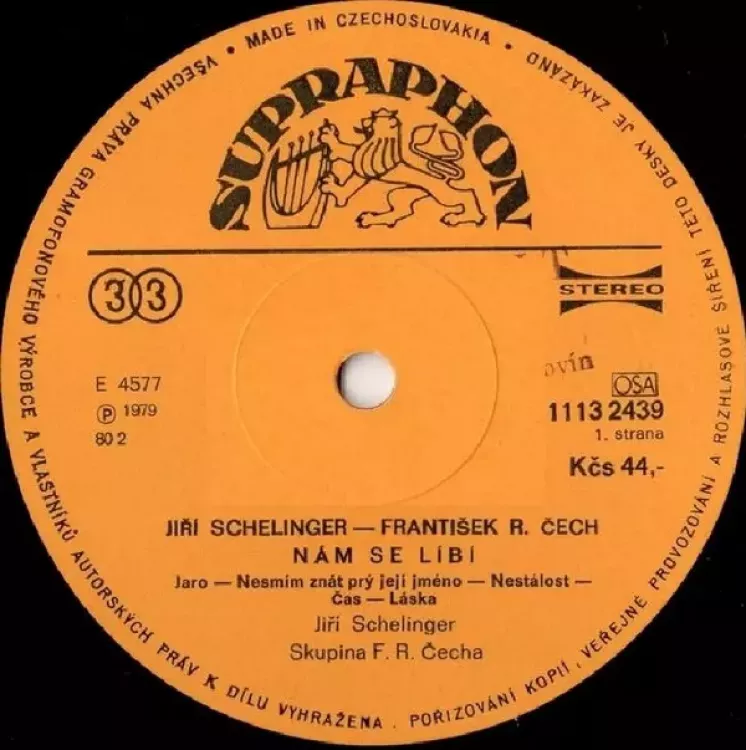 • MADE IN CZECHOSLOVAKIA •
VŠECHNA PRÁVA GRAMOFONOVÉHO VÝROBCE A VLASTNÍKŮ AUTORSKÝCH PRÁV K DÍLU VYHRAŽENA . POŘIZOVÁNÍ KOPIÍ, VEŘEJNÉ PROVOZOVÁNÍ A ROZHLASOVÉ ŠÍŘENÍ TÉTO DESKY JE ZAKÁZÁNO
SUPRAPHON
33
STEREO
E 4577
OSA
℗ 1979
1113 2439
80 2
1. strana
Kčs 44,-
JIŘÍ SCHELINGER — FRANTIŠEK R. ČECH
NÁM SE LÍBÍ
Jaro — Nesmím znát prý její jméno — Nestálost —
Čas — Láska
Jiří Schelinger
Skupina F. R. Čecha